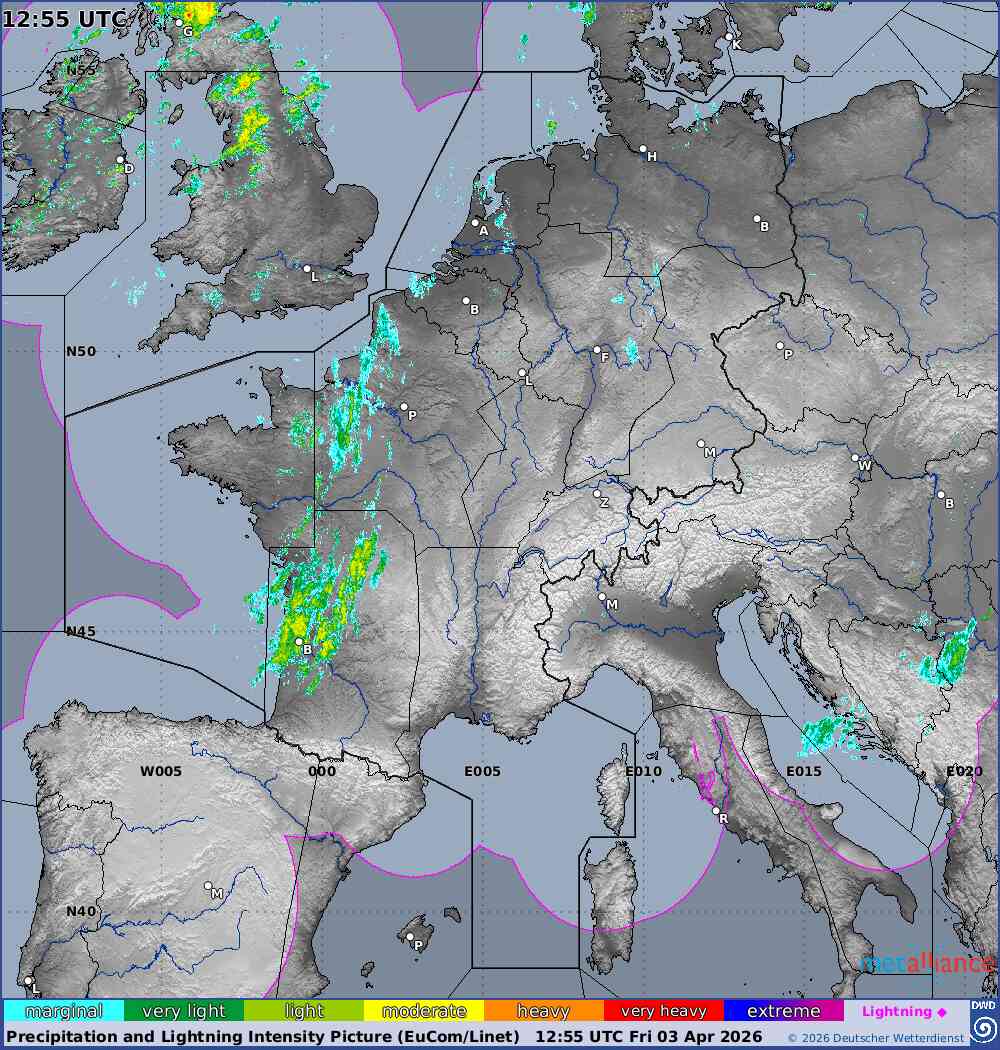 12:55 UTC
G
K
N55
D
H
A
B
L
B
N50
F
P
L
P
M
W
Z
B
M
N45
B
W005
000
E005
E010
E015
E020
R
M
N40
P
metalliance
L
marginal
very light
light
moderate
heavy
very heavy
extreme
Lightning ◆
DWD
Precipitation and Lightning Intensity Picture (EuCom/Linet) 12:55 UTC Fri 03 Apr 2026 © 2026 Deutscher Wetterdienst